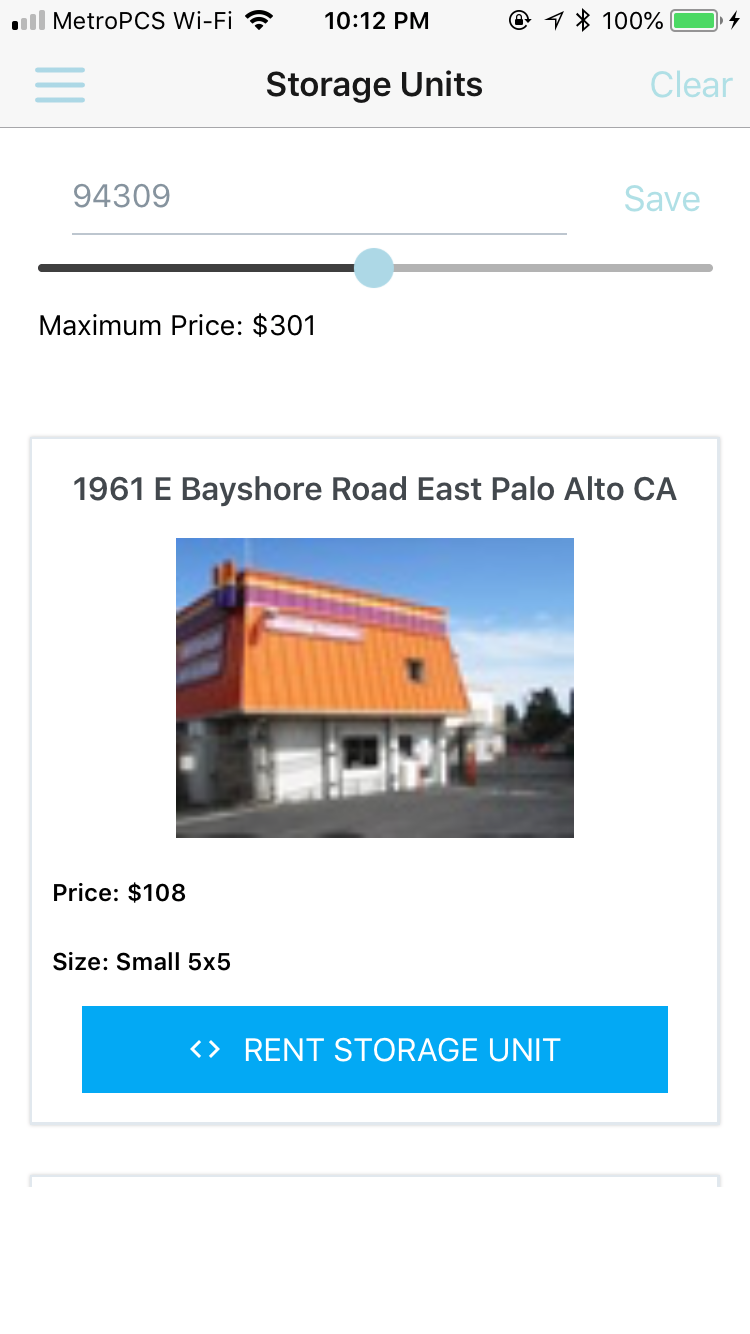 MetroPCS Wi-Fi 10:12 PM 100%
Storage Units Clear
94309 Save
Maximum Price: $301
1961 E Bayshore Road East Palo Alto CA
Price: $108
Size: Small 5x5
<> RENT STORAGE UNIT